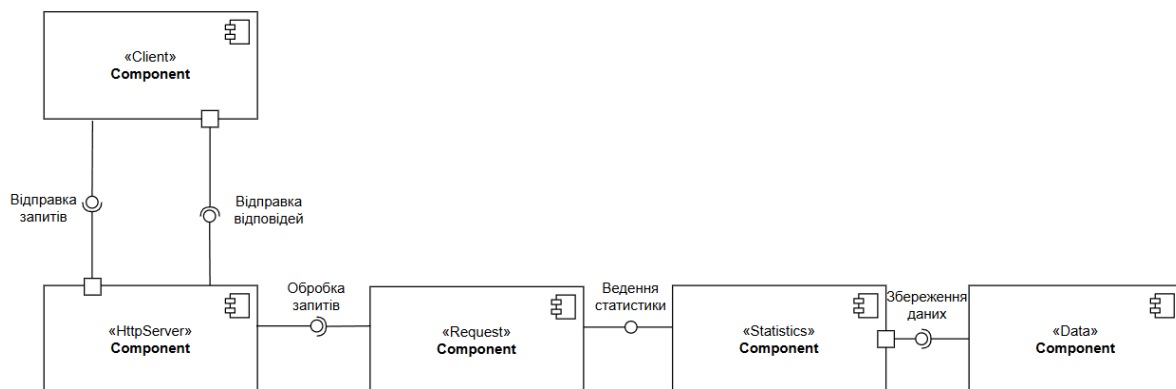 «Client»
Component
Відправка
запитів
Відправка
відповідей
«HttpServer»
Component
Обробка
запитів
«Request»
Component
Ведення
статистики
«Statistics»
Component
Збереження
даних
«Data»
Component